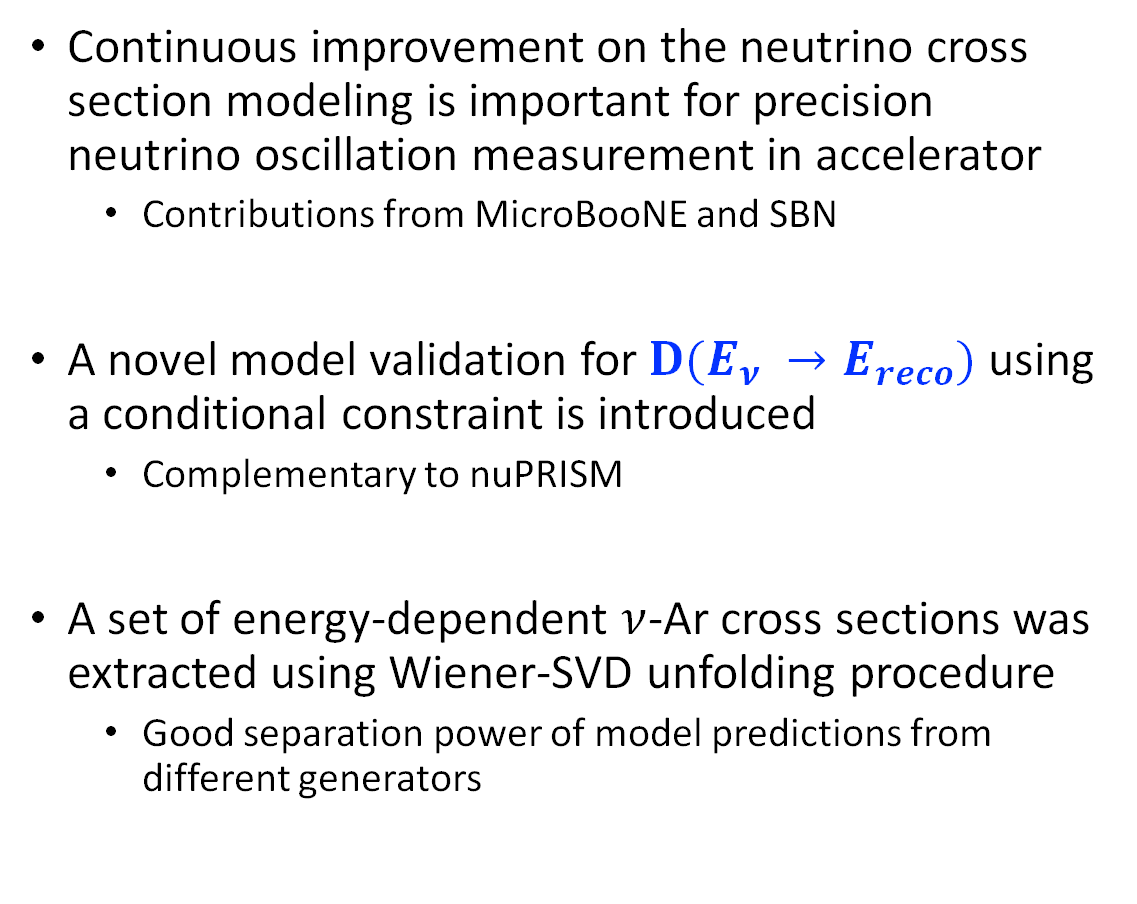 • Continuous improvement on the neutrino cross
section modeling is important for precision
neutrino oscillation measurement in accelerator
• Contributions from MicroBooNE and SBN
• A novel model validation for D(E_ν → E_reco) using
a conditional constraint is introduced
• Complementary to nuPRISM
• A set of energy-dependent ν-Ar cross sections was
extracted using Wiener-SVD unfolding procedure
• Good separation power of model predictions from
different generators